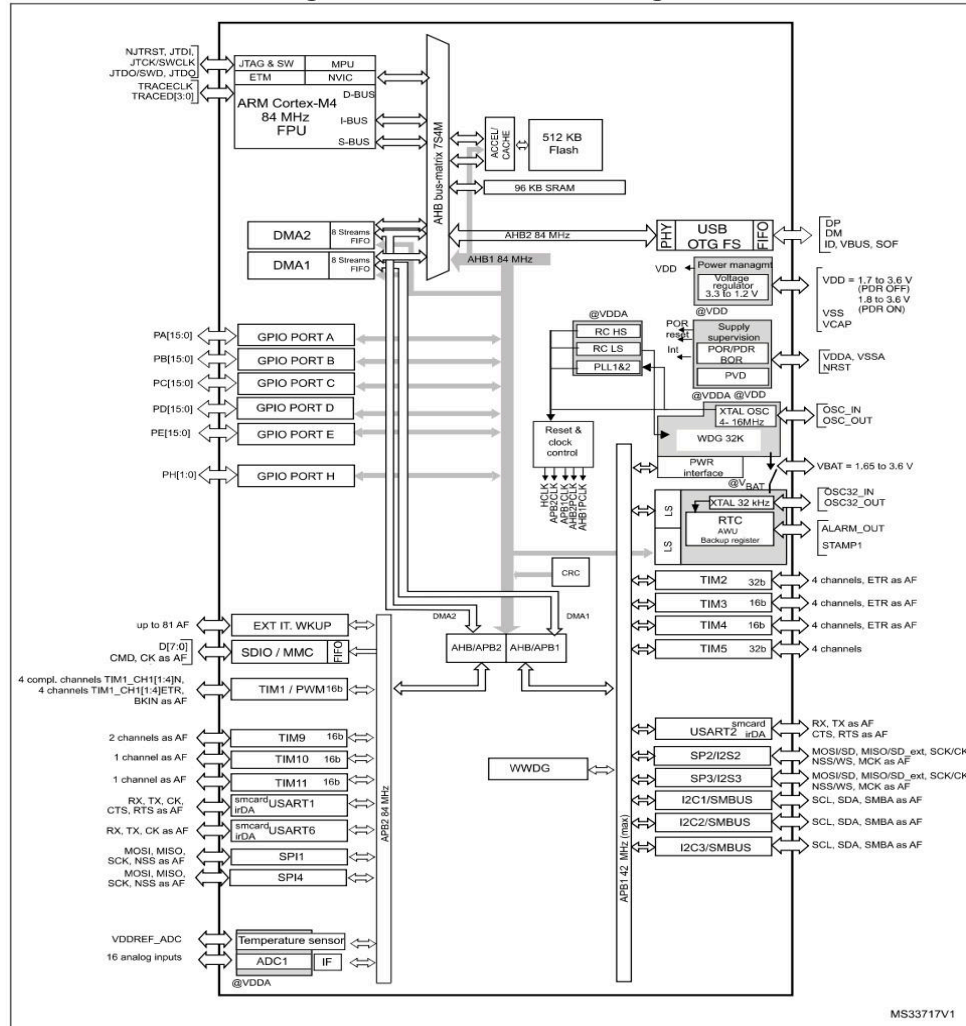 NJTRST, JTDI,
JTCK/SWCLK
JTDO/SWD, JTDO
TRACECLK
TRACED[3:0]
JTAG & SW
MPU
ETM
NVIC
D-BUS
ARM Cortex-M4
84 MHz
FPU
I-BUS
S-BUS
AHB bus-matrix 7S4M
ACCEL/
CACHE
512 KB
Flash
96 KB SRAM
DMA2
8 Streams
FIFO
DMA1
8 Streams
FIFO
AHB2 84 MHz
AHB1 84 MHz
PHY
USB
OTG FS
FIFO
DP
DM
ID, VBUS, SOF
Power managmt
VDD
Voltage
regulator
3.3 to 1.2 V
@VDD
VDD = 1.7 to 3.6 V
(PDR OFF)
1.8 to 3.6 V
(PDR ON)
VSS
VCAP
@VDDA
RC HS
RC LS
PLL1&2
POR
reset
Int
Supply
supervision
POR/PDR
BOR
PVD
VDDA, VSSA
NRST
@VDDA @VDD
PA[15:0]
GPIO PORT A
PB[15:0]
GPIO PORT B
PC[15:0]
GPIO PORT C
PD[15:0]
GPIO PORT D
PE[15:0]
GPIO PORT E
PH[1:0]
GPIO PORT H
XTAL OSC
4- 16MHz
OSC_IN
OSC_OUT
WDG 32K
Reset &
clock
control
HCLK
APB2CLK
APB1CLK
AHB2PCLK
AHB1PCLK
PWR
interface
@VBAT
VBAT = 1.65 to 3.6 V
LS
LS
XTAL 32 kHz
OSC32_IN
OSC32_OUT
RTC
AWU
Backup register
ALARM_OUT
STAMP1
CRC
TIM2 32b
4 channels, ETR as AF
TIM3 16b
4 channels, ETR as AF
TIM4 16b
4 channels, ETR as AF
TIM5 32b
4 channels
DMA2
DMA1
AHB/APB2
AHB/APB1
up to 81 AF
EXT IT. WKUP
D[7:0]
CMD, CK as AF
SDIO / MMC
FIFO
4 compl. channels TIM1_CH1[1:4]N,
4 channels TIM1_CH1[1:4]ETR,
BKIN as AF
TIM1 / PWM 16b
2 channels as AF
TIM9 16b
1 channel as AF
TIM10 16b
1 channel as AF
TIM11 16b
RX, TX, CK,
CTS, RTS as AF
smcard
irDA
USART1
RX, TX, CK as AF
smcard
irDA
USART6
MOSI, MISO,
SCK, NSS as AF
SPI1
MOSI, MISO,
SCK, NSS as AF
SPI4
APB2 84 MHz
WWDG
APB1 42 MHz (max)
smcard
USART2 irDA
RX, TX as AF
CTS, RTS as AF
SP2/I2S2
MOSI/SD, MISO/SD_ext, SCK/CK
NSS/WS, MCK as AF
SP3/I2S3
MOSI/SD, MISO/SD_ext, SCK/CK
NSS/WS, MCK as AF
I2C1/SMBUS
SCL, SDA, SMBA as AF
I2C2/SMBUS
SCL, SDA, SMBA as AF
I2C3/SMBUS
SCL, SDA, SMBA as AF
VDDREF_ADC
Temperature sensor
16 analog inputs
ADC1
IF
@VDDA
MS33717V1